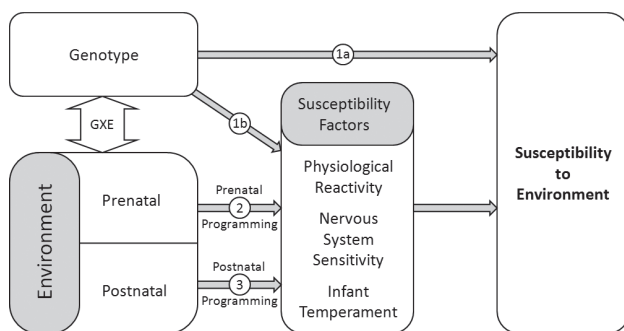 Genotype
1a
GXE
1b
Susceptibility
Factors
Physiological
Reactivity
Nervous
System
Sensitivity
Infant
Temperament
Environment
Prenatal
Postnatal
Prenatal
2
Programming
Postnatal
3
Programming
Susceptibility
to
Environment